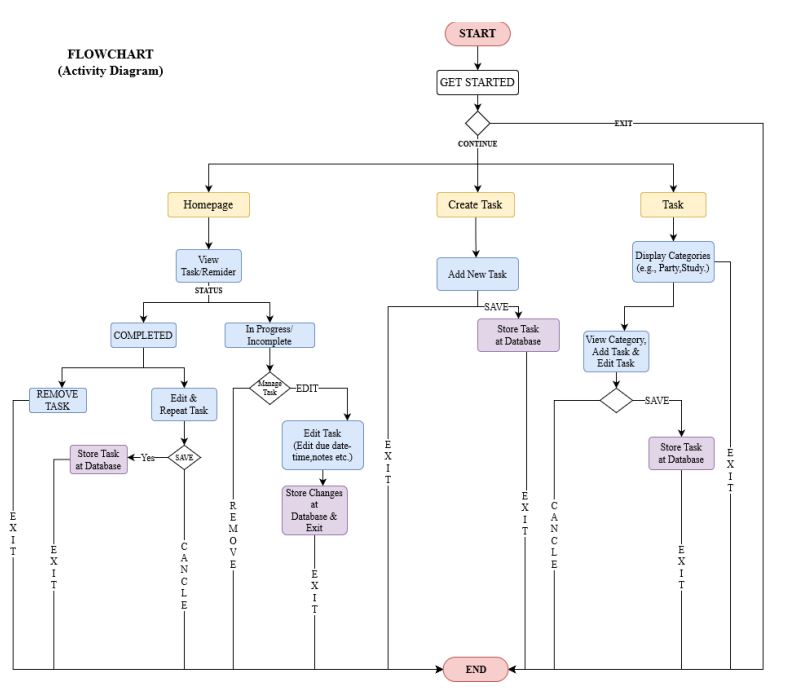 START
FLOWCHART
(Activity Diagram)
GET STARTED
EXIT
CONTINUE
Homepage
Create Task
Task
View
Task/Remider
Add New Task
Display Categories
(e.g., Party,Study.)
STATUS
SAVE
COMPLETED
In Progress/
Incomplete
Store Task
at Database
View Category,
Add Task &
Edit Task
REMOVE
TASK
Edit &
Repeat Task
Manage
Task
EDIT
SAVE
Edit Task
(Edit due date-
time,notes etc.)
Store Task
at Database
Yes
SAVE
Store Task
at Database
Store Changes
at
Database &
Exit
EXIT
EXIT
CANCLE
REMOVE
EXIT
EXIT
EXIT
CANCLE
EXIT
EXIT
END